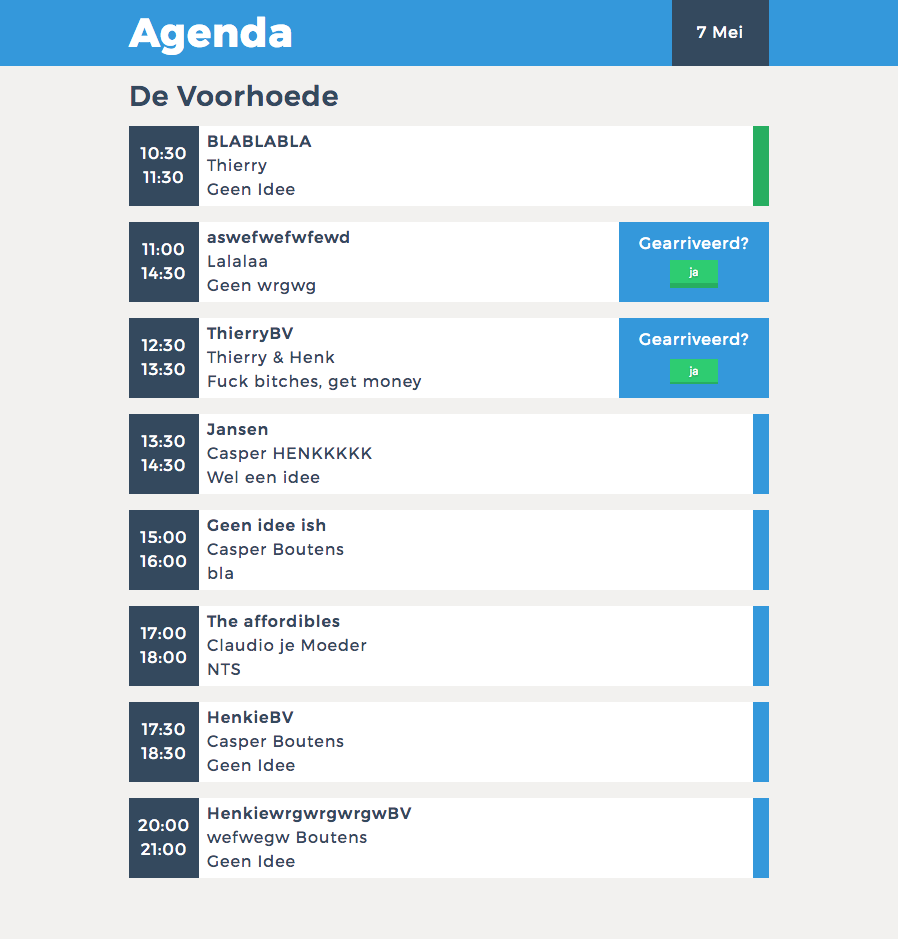 Agenda
7 Mei
De Voorhoede
10:30
11:30
BLABLABLA
Thierry
Geen Idee
11:00
14:30
aswefwefwfewd
Lalalaa
Geen wrgwg
Gearriveerd?
ja
12:30
13:30
ThierryBV
Thierry & Henk
Fuck bitches, get money
Gearriveerd?
ja
13:30
14:30
Jansen
Casper HENKKKKK
Wel een idee
15:00
16:00
Geen idee ish
Casper Boutens
bla
17:00
18:00
The affordibles
Claudio je Moeder
NTS
17:30
18:30
HenkieBV
Casper Boutens
Geen Idee
20:00
21:00
HenkiewrgwrgwrgwBV
wefwegw Boutens
Geen Idee